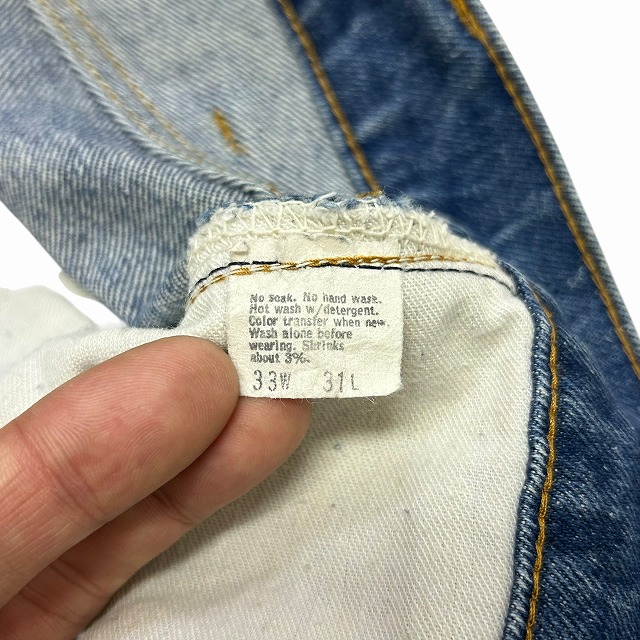 No soak. No hand wash.
Hot wash w/detergent.
Color transfer when new.
Wash alone before
wearing. Shrinks
about 3%.
33W 31L